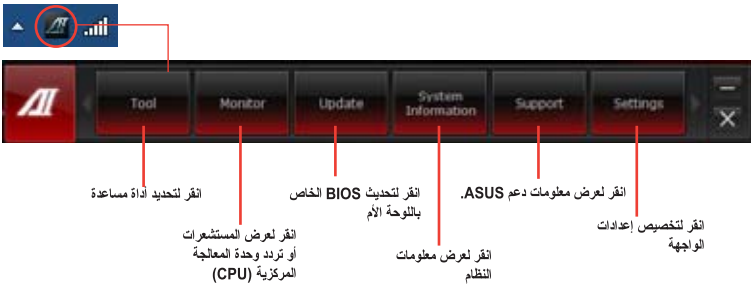 Tool
Monitor
Update
System
Information
Support
Settings
انقر لتحديد أداة مساعدة
انقر لعرض المستشعرات
أو تردد وحدة المعالجة
المركزية (CPU)
انقر لتحديث BIOS الخاص
باللوحة الأم
انقر لعرض معلومات
النظام
انقر لعرض معلومات دعم ASUS.
انقر لتخصيص إعدادات
الواجهة